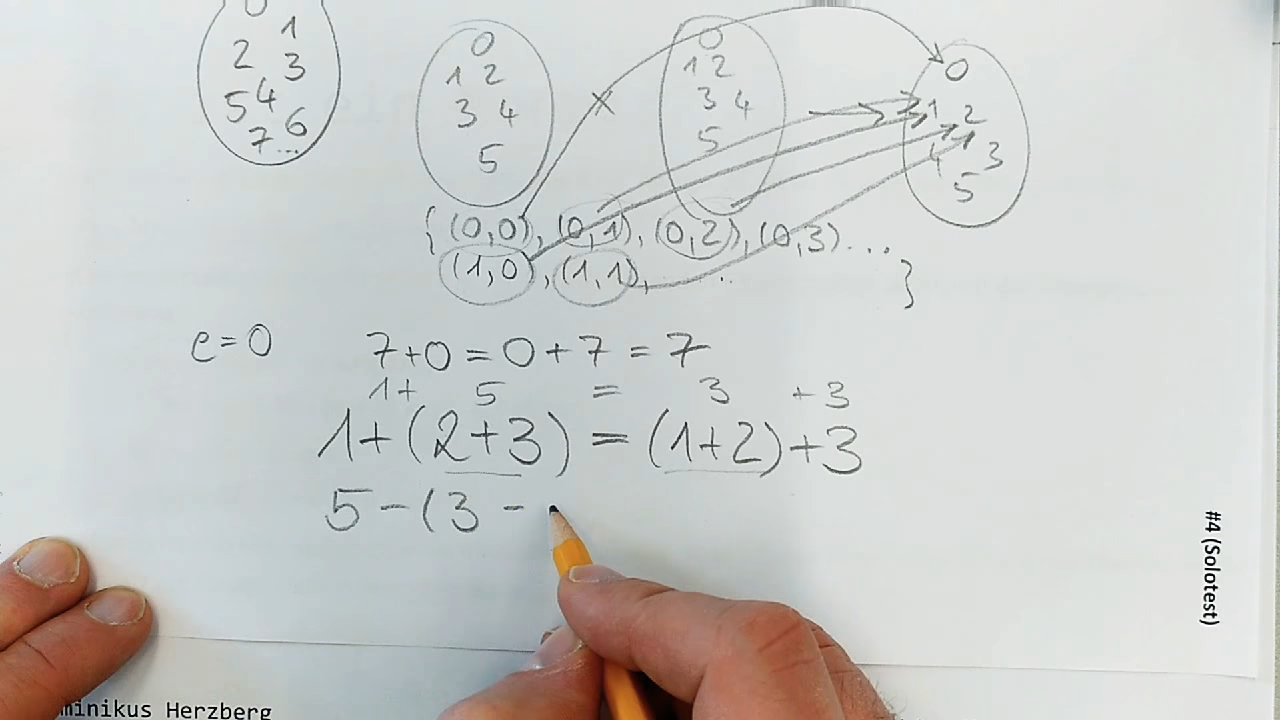 0
1
2 3
5 4
7... 6
0
1 2
3 4
5
0
1 2
3 4
5
0
1 2
1
4 3
5
{(0,0), (0,1), (0,2), (0,3)...
(1,0), (1,1), ..
}
e=0 7+0=0+7=7
1+ 5 = 3 +3
1+(2+3) = (1+2)+3
5-(3-
#4 (Solotest)
minikus Herzberg